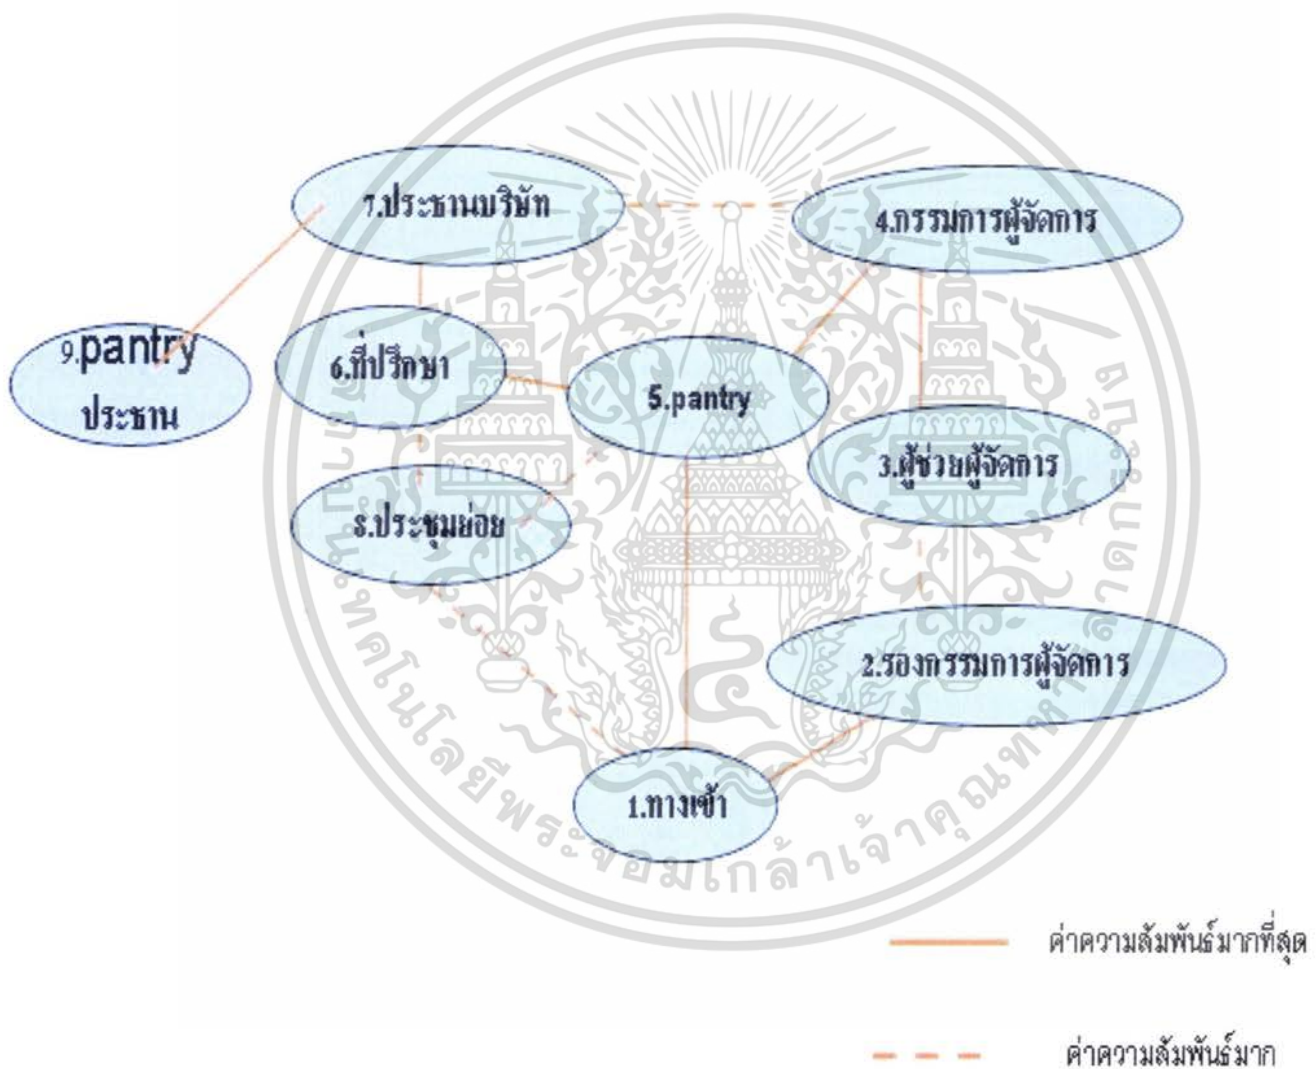 7.ประธานบริษัท
4.กรรมการผู้จัดการ
9.pantry
ประธาน
6.ที่ปรึกษา
5.pantry
3.ผู้ช่วยผู้จัดการ
8.ประชุมย่อย
2.รองกรรมการผู้จัดการ
1.ทางเข้า
ค่าความสัมพันธ์มากที่สุด
ค่าความสัมพันธ์มาก